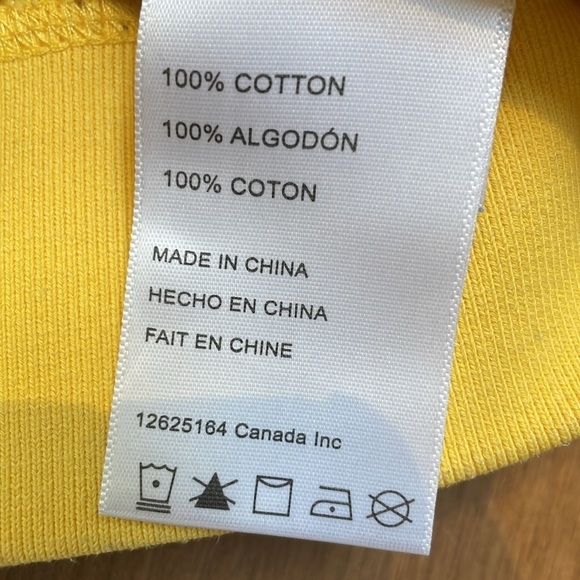 100% COTTON
100% ALGODÓN
100% COTON
MADE IN CHINA
HECHO EN CHINA
FAIT EN CHINE
12625164 Canada Inc